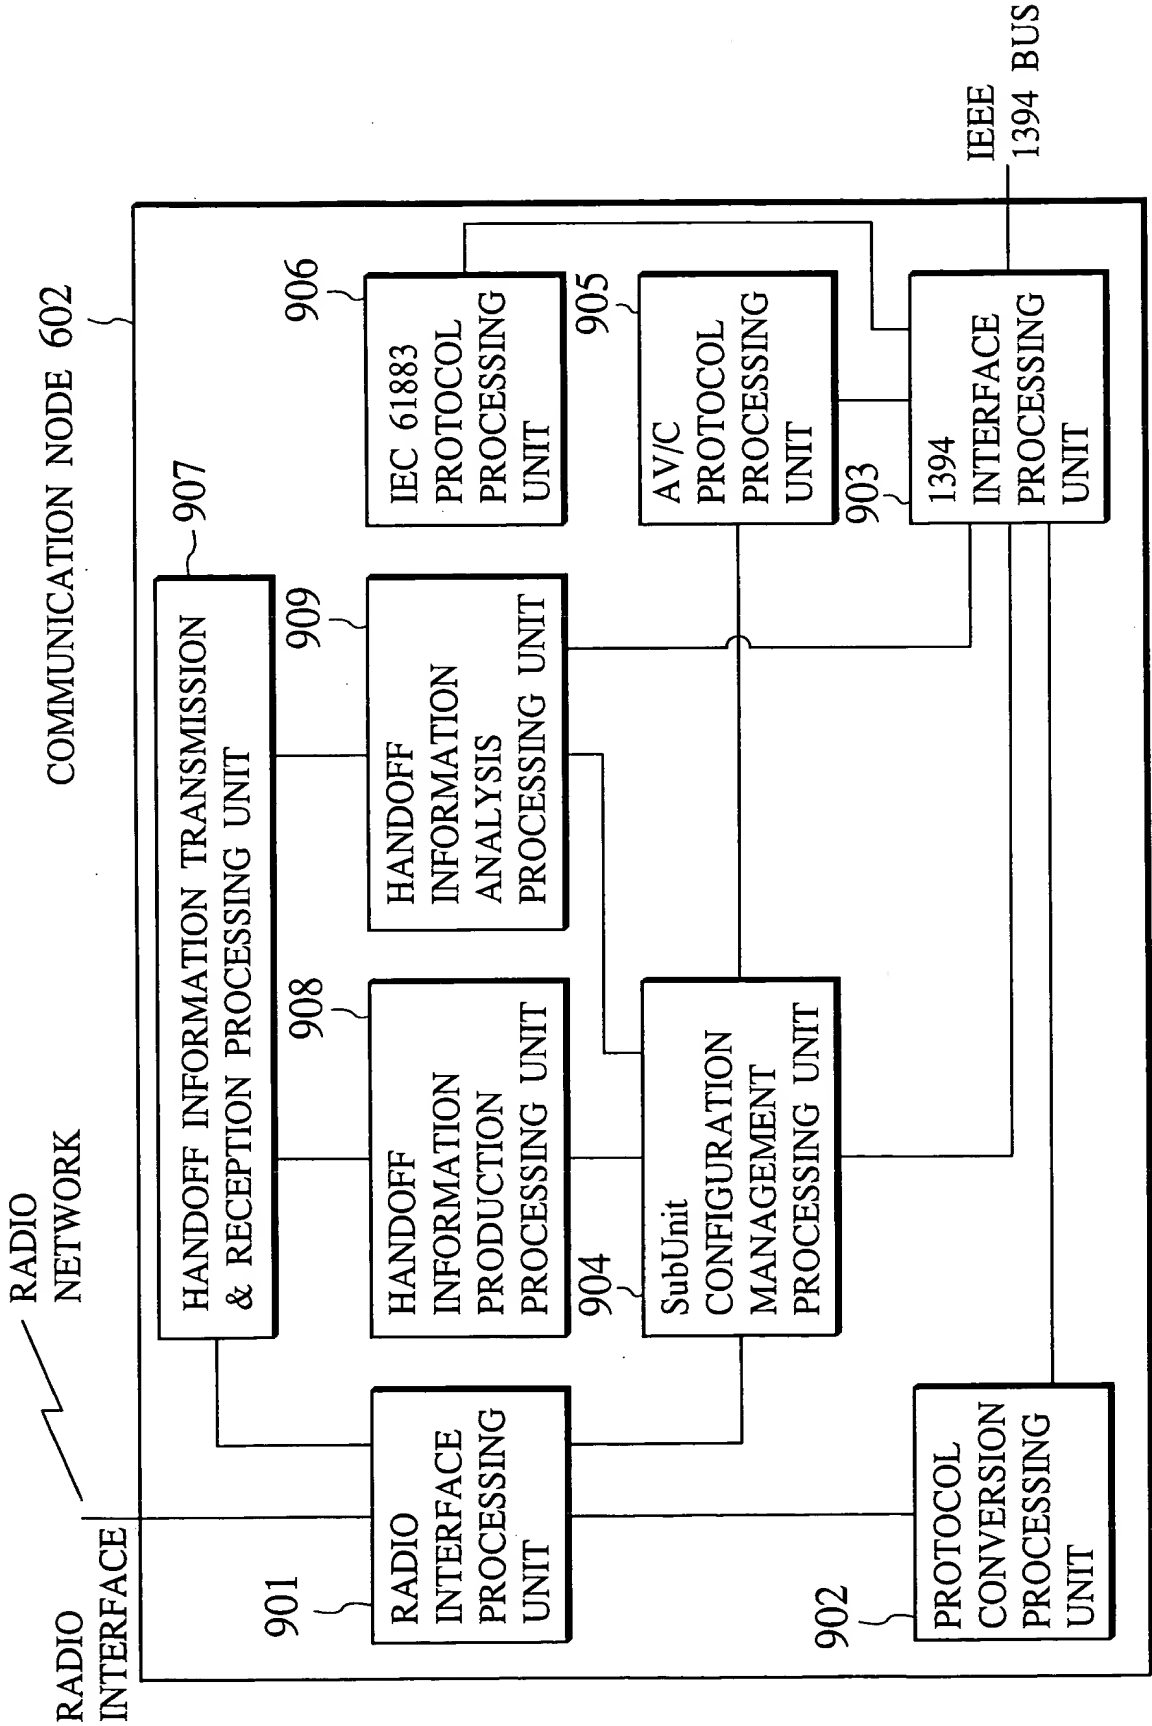 COMMUNICATION NODE 602
RADIO
NETWORK
RADIO
INTERFACE
907
HANDOFF INFORMATION TRANSMISSION
& RECEPTION PROCESSING UNIT
901
RADIO
INTERFACE
PROCESSING
UNIT
908
HANDOFF
INFORMATION
PRODUCTION
PROCESSING UNIT
909
HANDOFF
INFORMATION
ANALYSIS
PROCESSING UNIT
906
IEC 61883
PROTOCOL
PROCESSING
UNIT
904
SubUnit
CONFIGURATION
MANAGEMENT
PROCESSING UNIT
905
AV/C
PROTOCOL
PROCESSING
UNIT
902
PROTOCOL
CONVERSION
PROCESSING
UNIT
903
1394
INTERFACE
PROCESSING
UNIT
IEEE
1394 BUS